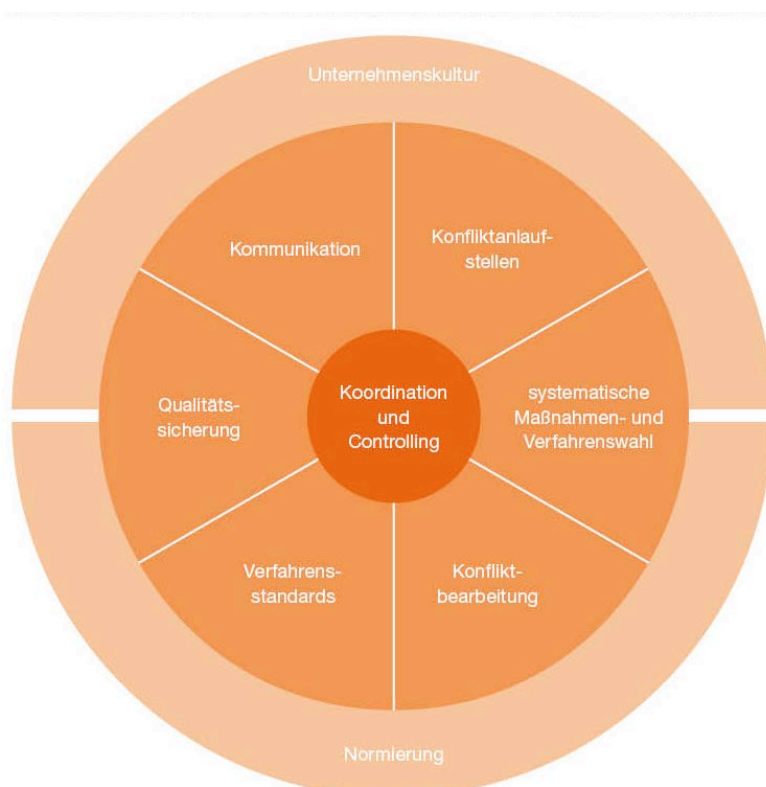 Unternehmenskultur
Kommunikation
Konfliktanlauf-
stellen
Qualitäts-
sicherung
Koordination
und
Controlling
systematische
Maßnahmen- und
Verfahrenswahl
Verfahrens-
standards
Konflikt-
bearbeitung
Normierung